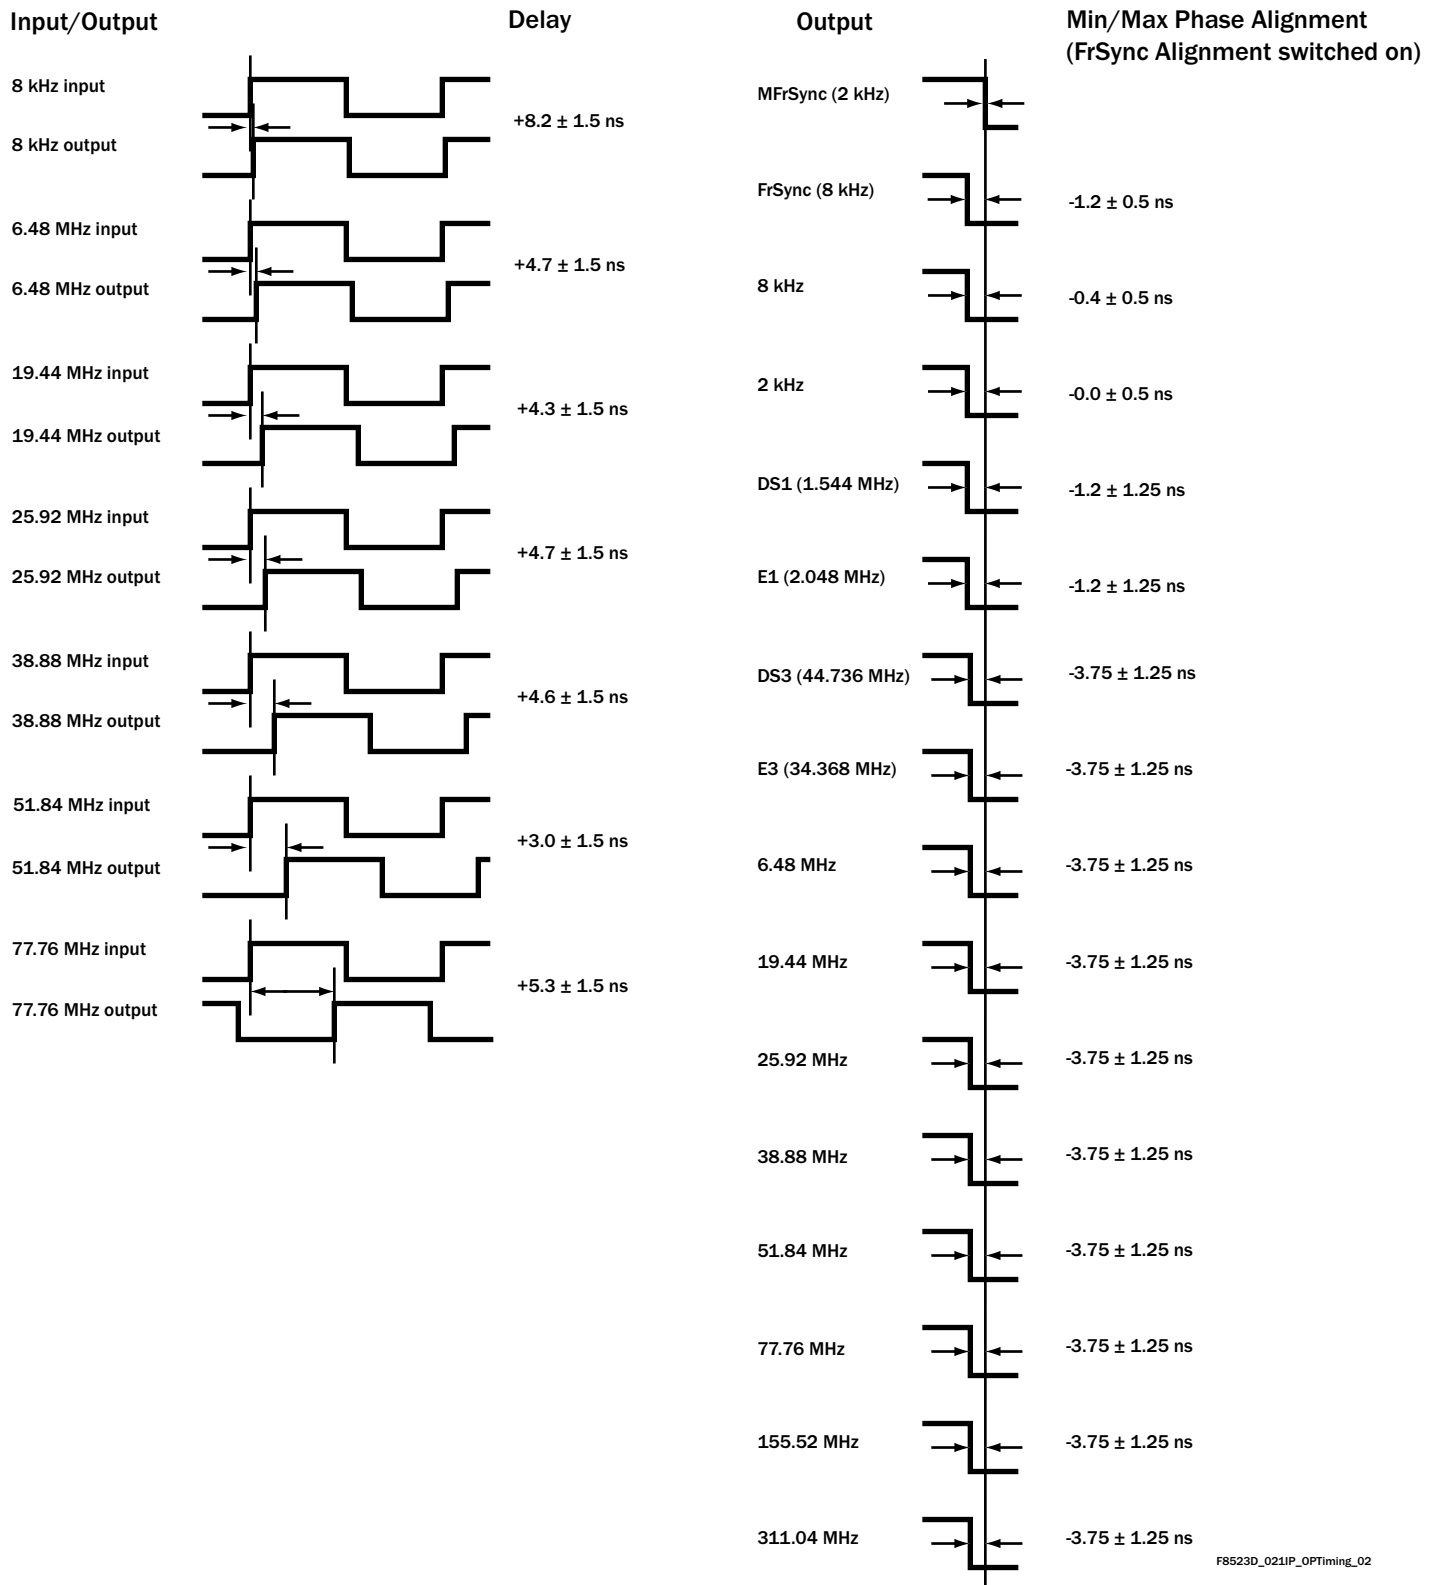 Input/Output
Delay
8 kHz input
8 kHz output
+8.2 ± 1.5 ns
6.48 MHz input
6.48 MHz output
+4.7 ± 1.5 ns
19.44 MHz input
19.44 MHz output
+4.3 ± 1.5 ns
25.92 MHz input
25.92 MHz output
+4.7 ± 1.5 ns
38.88 MHz input
38.88 MHz output
+4.6 ± 1.5 ns
51.84 MHz input
51.84 MHz output
+3.0 ± 1.5 ns
77.76 MHz input
77.76 MHz output
+5.3 ± 1.5 ns
Output
Min/Max Phase Alignment
(FrSync Alignment switched on)
MFrSync (2 kHz)
FrSync (8 kHz)
-1.2 ± 0.5 ns
8 kHz
-0.4 ± 0.5 ns
2 kHz
-0.0 ± 0.5 ns
DS1 (1.544 MHz)
-1.2 ± 1.25 ns
E1 (2.048 MHz)
-1.2 ± 1.25 ns
DS3 (44.736 MHz)
-3.75 ± 1.25 ns
E3 (34.368 MHz)
-3.75 ± 1.25 ns
6.48 MHz
-3.75 ± 1.25 ns
19.44 MHz
-3.75 ± 1.25 ns
25.92 MHz
-3.75 ± 1.25 ns
38.88 MHz
-3.75 ± 1.25 ns
51.84 MHz
-3.75 ± 1.25 ns
77.76 MHz
-3.75 ± 1.25 ns
155.52 MHz
-3.75 ± 1.25 ns
311.04 MHz
-3.75 ± 1.25 ns
F8523D_021IP_OPTiming_02